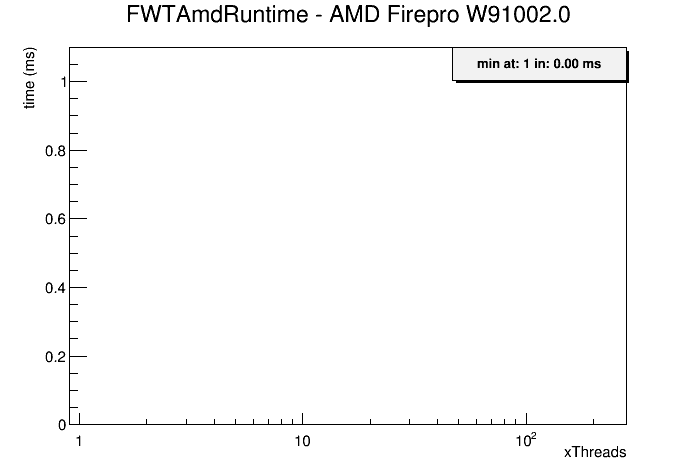 FWTAmdRuntime - AMD Firepro W91002.0
time (ms)
min at: 1 in: 0.00 ms
1
0.8
0.6
0.4
0.2
0
1 10 10²
xThreads